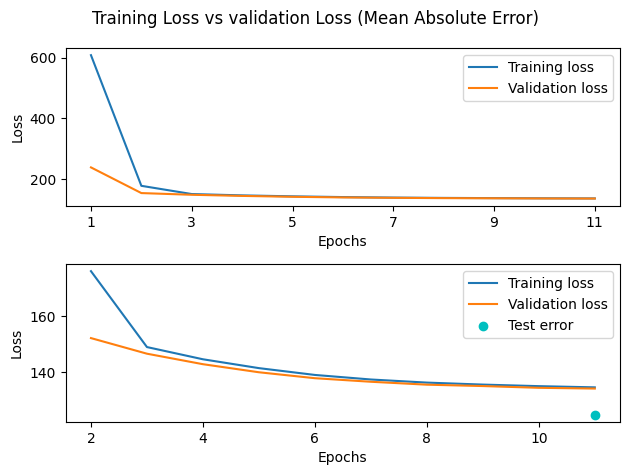 Training Loss vs validation Loss (Mean Absolute Error)
600
400
200
Loss
Training loss
Validation loss
1 3 5 7 9 11
Epochs
160
140
Loss
Training loss
Validation loss
Test error
2 4 6 8 10
Epochs